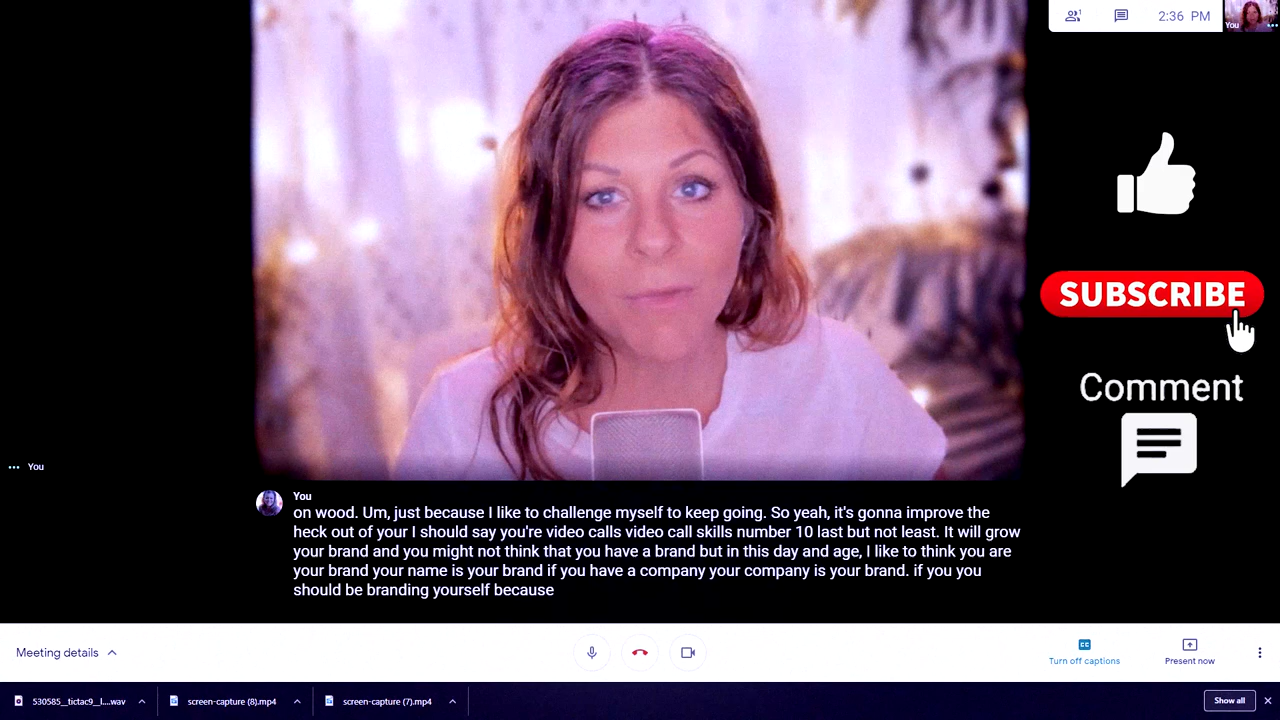 2:36 PM
You
SUBSCRIBE
Comment
You
You
on wood. Um, just because I like to challenge myself to keep going. So yeah, it's gonna improve the
heck out of your I should say you're video calls video call skills number 10 last but not least. It will grow
your brand and you might not think that you have a brand but in this day and age, I like to think you are
your brand your name is your brand if you have a company your company is your brand. if you you
should be branding yourself because
Meeting details
CC
Turn off captions
Present now
530585__tictac9__l....wav
screen-capture (8).mp4
screen-capture (7).mp4
Show all